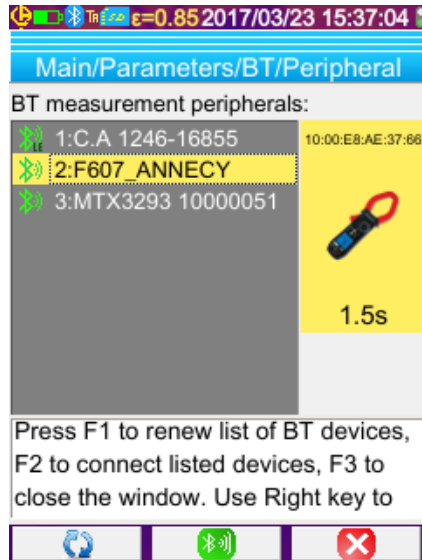 ε=0.85 2017/03/23 15:37:04
Main/Parameters/BT/Peripheral
BT measurement peripherals:
1:C.A 1246-16855
2:F607_ANNECY
3:MTX3293 10000051
10:00:E8:AE:37:66
1.5s
Press F1 to renew list of BT devices,
F2 to connect listed devices, F3 to
close the window. Use Right key to